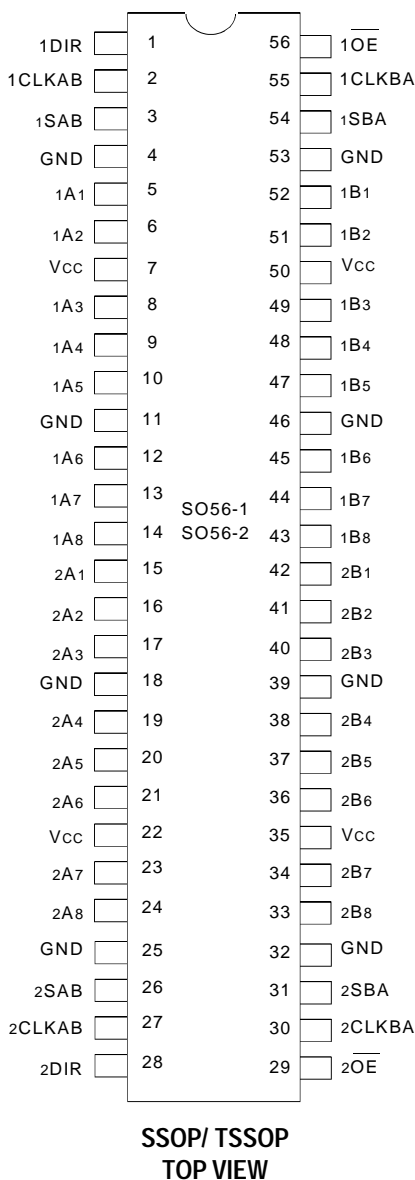 1DIR 1 56 1OE
1CLKAB 2 55 1CLKBA
1SAB 3 54 1SBA
GND 4 53 GND
1A1 5 52 1B1
1A2 6 51 1B2
VCC 7 50 VCC
1A3 8 49 1B3
1A4 9 48 1B4
1A5 10 47 1B5
GND 11 46 GND
1A6 12 45 1B6
1A7 13 44 1B7
SO56-1
1A8 14 SO56-2 43 1B8
2A1 15 42 2B1
2A2 16 41 2B2
2A3 17 40 2B3
GND 18 39 GND
2A4 19 38 2B4
2A5 20 37 2B5
2A6 21 36 2B6
VCC 22 35 VCC
2A7 23 34 2B7
2A8 24 33 2B8
GND 25 32 GND
2SAB 26 31 2SBA
2CLKAB 27 30 2CLKBA
2DIR 28 29 2OE
SSOP/ TSSOP
TOP VIEW